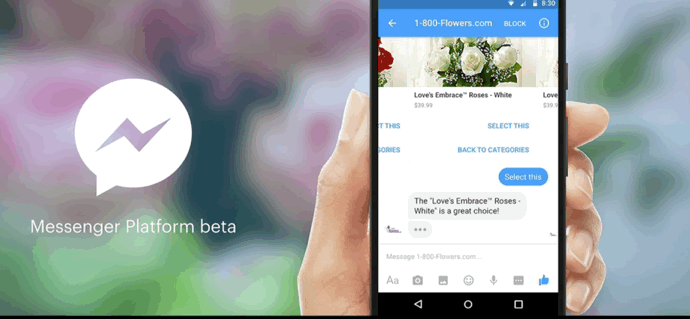 Messenger Platform beta
8:30
1-800-Flowers.com BLOCK
Love's Embrace™ Roses - White
$39.99
Love
$39.9
T THIS
SELECT THIS
GORIES
BACK TO CATEGORIES
Select this
The "Love's Embrace™ Roses -
White" is a great choice!
Message 1-800-Flowers.com...
Aa